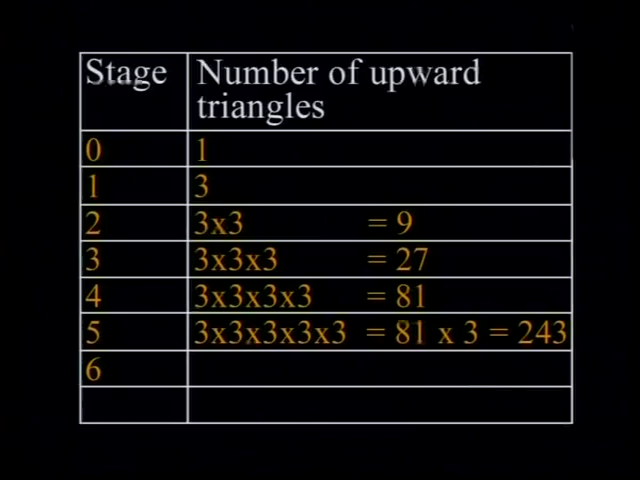 Stage Number of upward
triangles
0 1
1 3
2 3x3 = 9
3 3x3x3 = 27
4 3x3x3x3 = 81
5 3x3x3x3x3 = 81 x 3 = 243
6